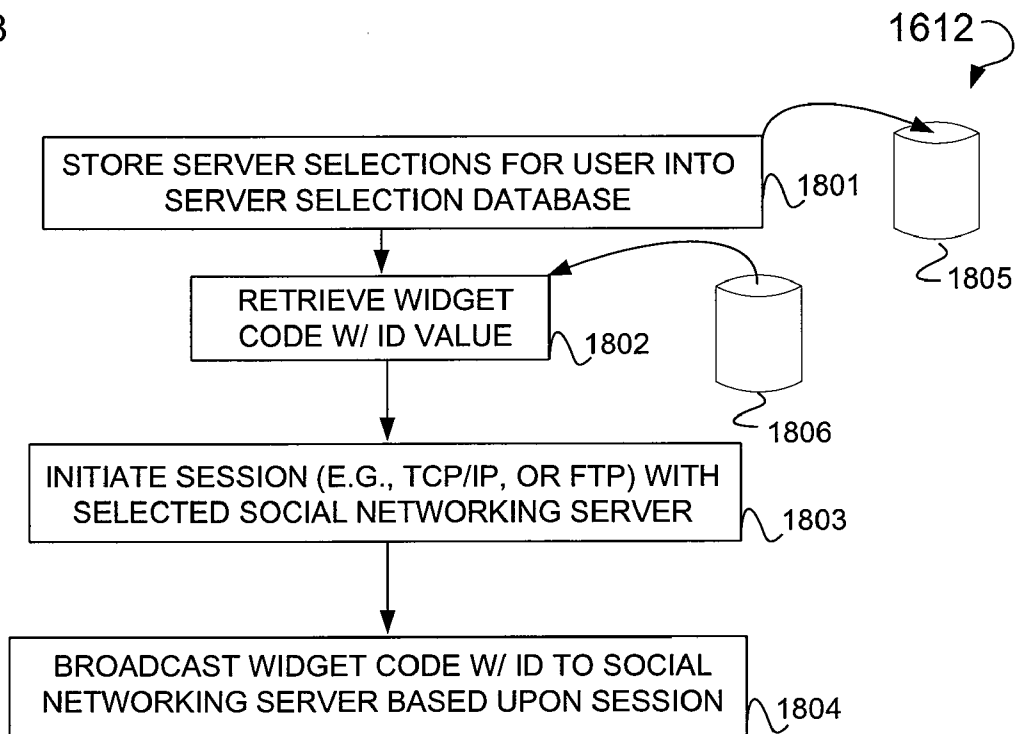 1612
STORE SERVER SELECTIONS FOR USER INTO
SERVER SELECTION DATABASE
1801
1805
RETRIEVE WIDGET
CODE W/ ID VALUE
1802
1806
INITIATE SESSION (E.G., TCP/IP, OR FTP) WITH
SELECTED SOCIAL NETWORKING SERVER
1803
BROADCAST WIDGET CODE W/ ID TO SOCIAL
NETWORKING SERVER BASED UPON SESSION
1804